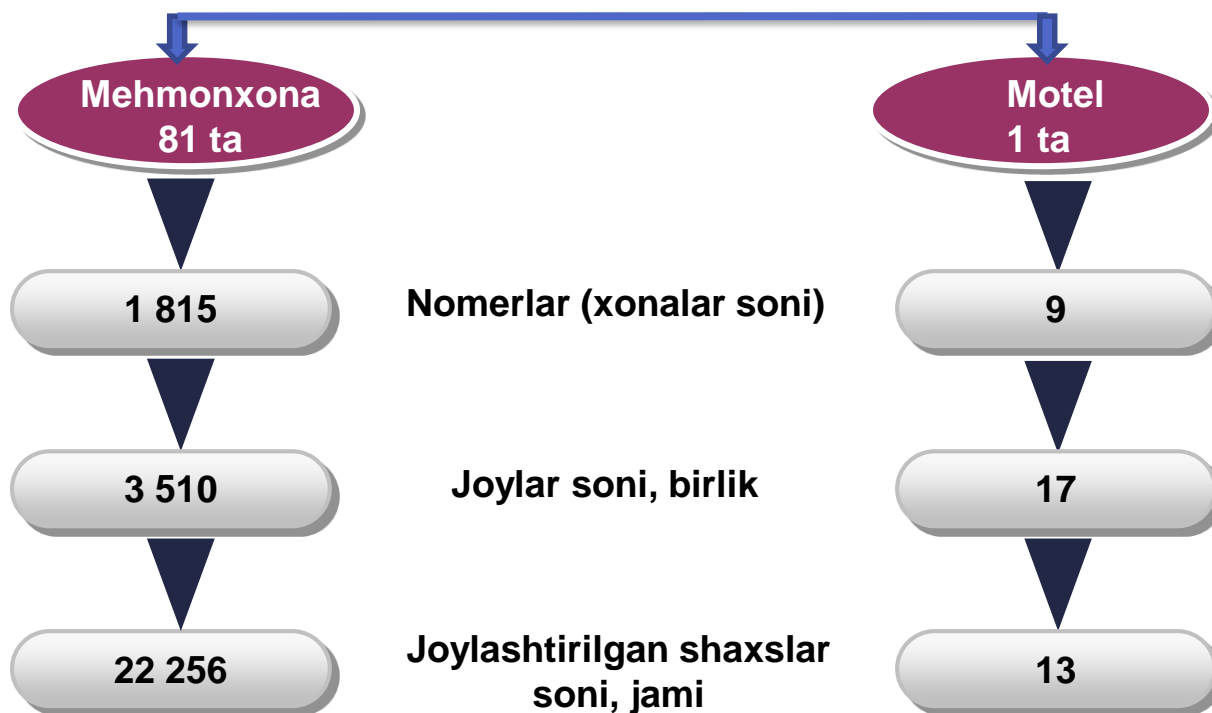 Mehmonxona
81 ta
Motel
1 ta
1 815
Nomerlar (xonalar soni)
9
3 510
Joylar soni, birlik
17
22 256
Joylashtirilgan shaxslar
soni, jami
13